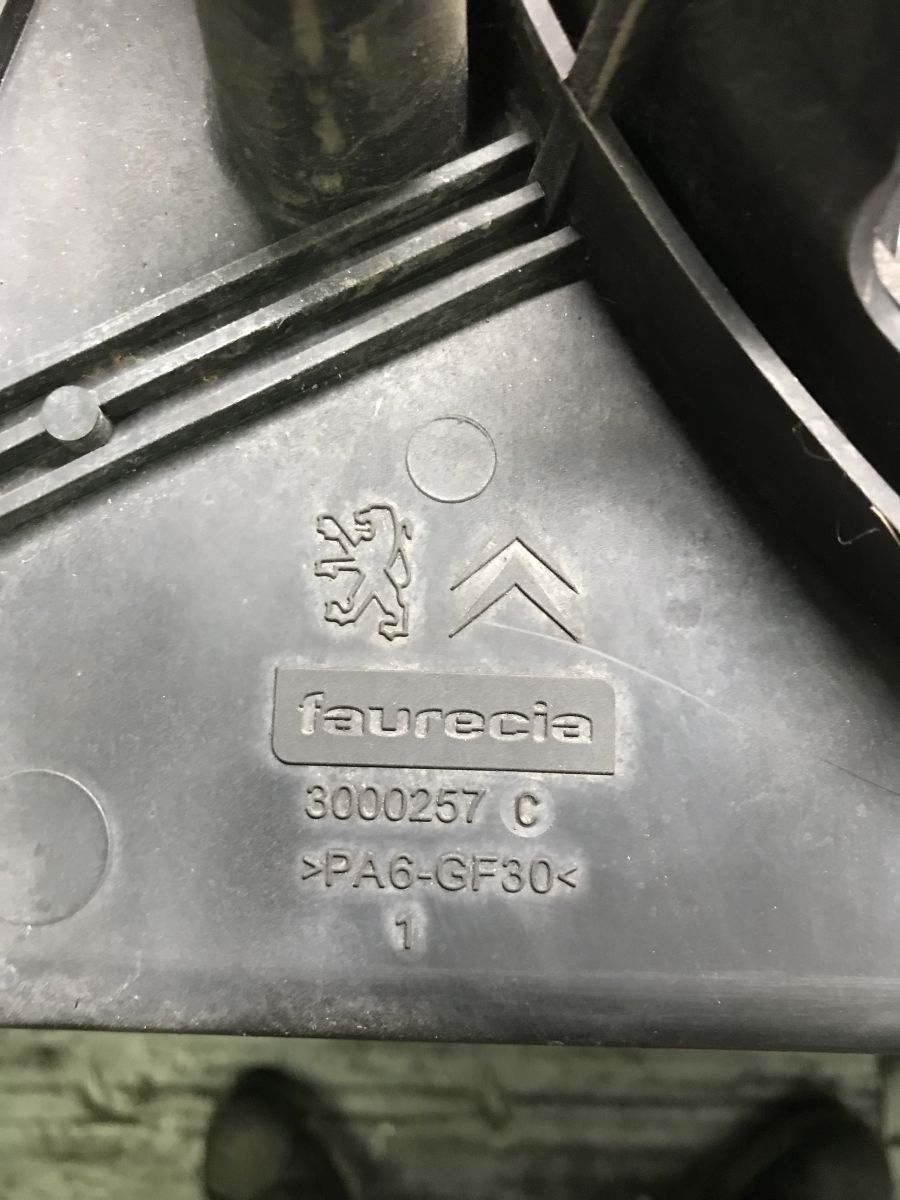 faurecia
3000257 C
>PA6-GF30<
1